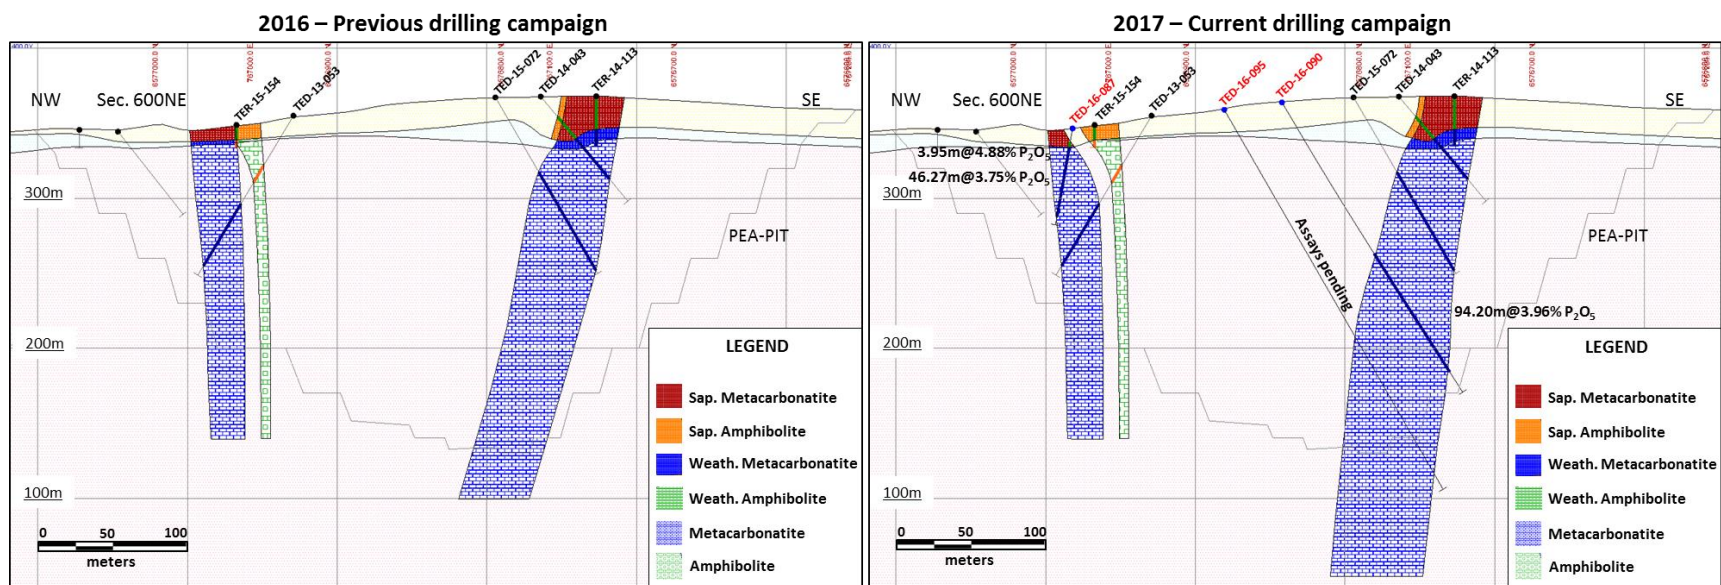 2016 – Previous drilling campaign
NW
Sec. 600NE
TER-15-154
TED-13-053
TED-15-072
TED-14-043
TER-14-113
SE
300m
PEA-PIT
200m
100m
0 50 100
meters
LEGEND
Sap. Metacarbonatite
Sap. Amphibolite
Weath. Metacarbonatite
Weath. Amphibolite
Metacarbonatite
Amphibolite
2017 – Current drilling campaign
NW
Sec. 600NE
TED-16-087
TER-15-154
TED-13-053
TED-16-095
TED-16-090
TED-15-072
TED-14-043
TER-14-113
SE
3.95m@4.88% P₂O₅
46.27m@3.75% P₂O₅
300m
Assays pending
PEA-PIT
94.20m@3.96% P₂O₅
200m
100m
0 50 100
meters
LEGEND
Sap. Metacarbonatite
Sap. Amphibolite
Weath. Metacarbonatite
Weath. Amphibolite
Metacarbonatite
Amphibolite